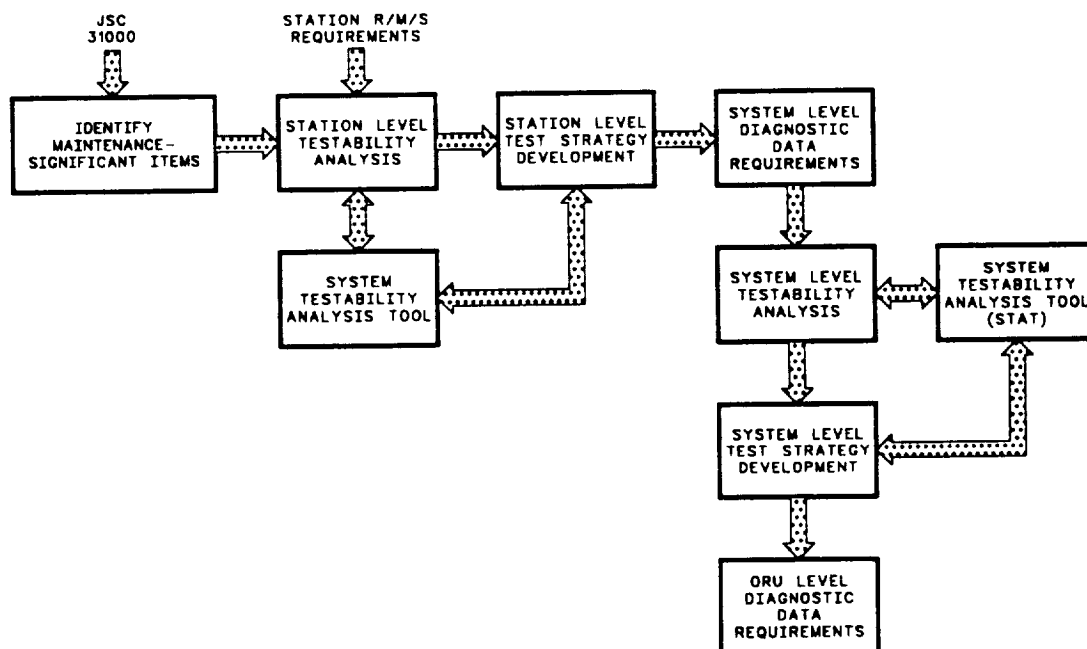 JSC
31000
STATION R/M/S
REQUIREMENTS
IDENTIFY
MAINTENANCE-
SIGNIFICANT ITEMS
STATION LEVEL
TESTABILITY
ANALYSIS
STATION LEVEL
TEST STRATEGY
DEVELOPMENT
SYSTEM LEVEL
DIAGNOSTIC
DATA
REQUIREMENTS
SYSTEM
TESTABILITY
ANALYSIS TOOL
SYSTEM LEVEL
TESTABILITY
ANALYSIS
SYSTEM
TESTABILITY
ANALYSIS TOOL
(STAT)
SYSTEM LEVEL
TEST STRATEGY
DEVELOPMENT
ORU LEVEL
DIAGNOSTIC
DATA
REQUIREMENTS